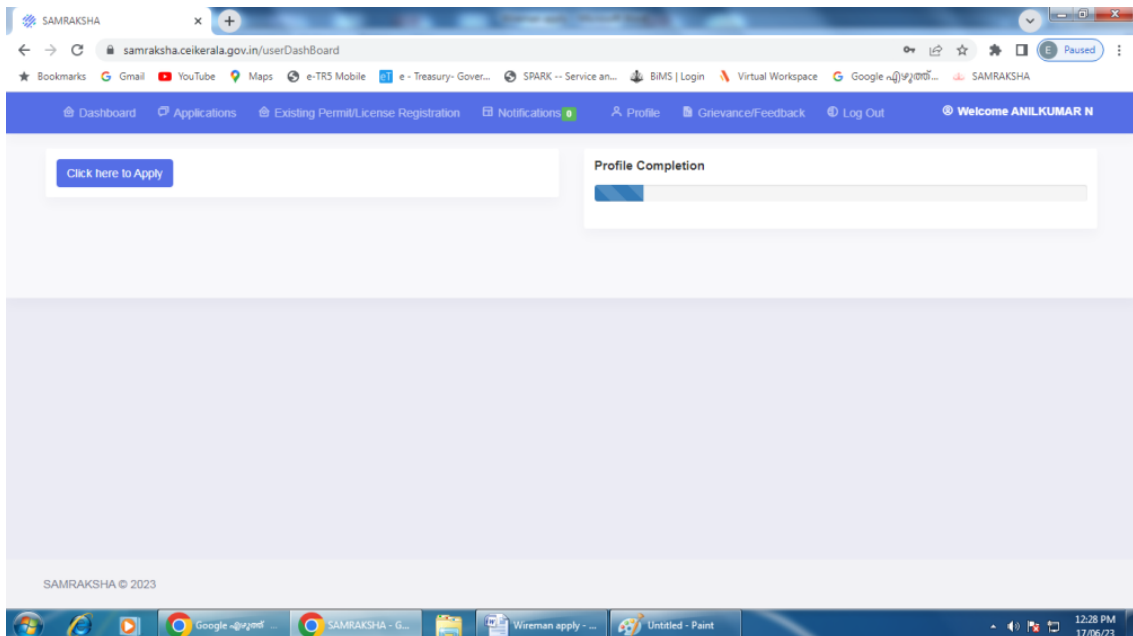 SAMRAKSHA
samraksha.ceikerala.gov.in/userDashBoard
E Paused
Bookmarks G Gmail YouTube Maps e-TR5 Mobile eT e - Treasury- Gover... SPARK -- Service an... BiMS | Login Virtual Workspace G Google എഴുത്ത്... SAMRAKSHA
Dashboard Applications Existing Permit/License Registration Notifications 0 Profile Grievance/Feedback Log Out Welcome ANILKUMAR N
Click here to Apply
Profile Completion
SAMRAKSHA © 2023
Google എഴുത്ത് ... SAMRAKSHA - G... Wireman apply - ... Untitled - Paint
12:28 PM
17/06/23